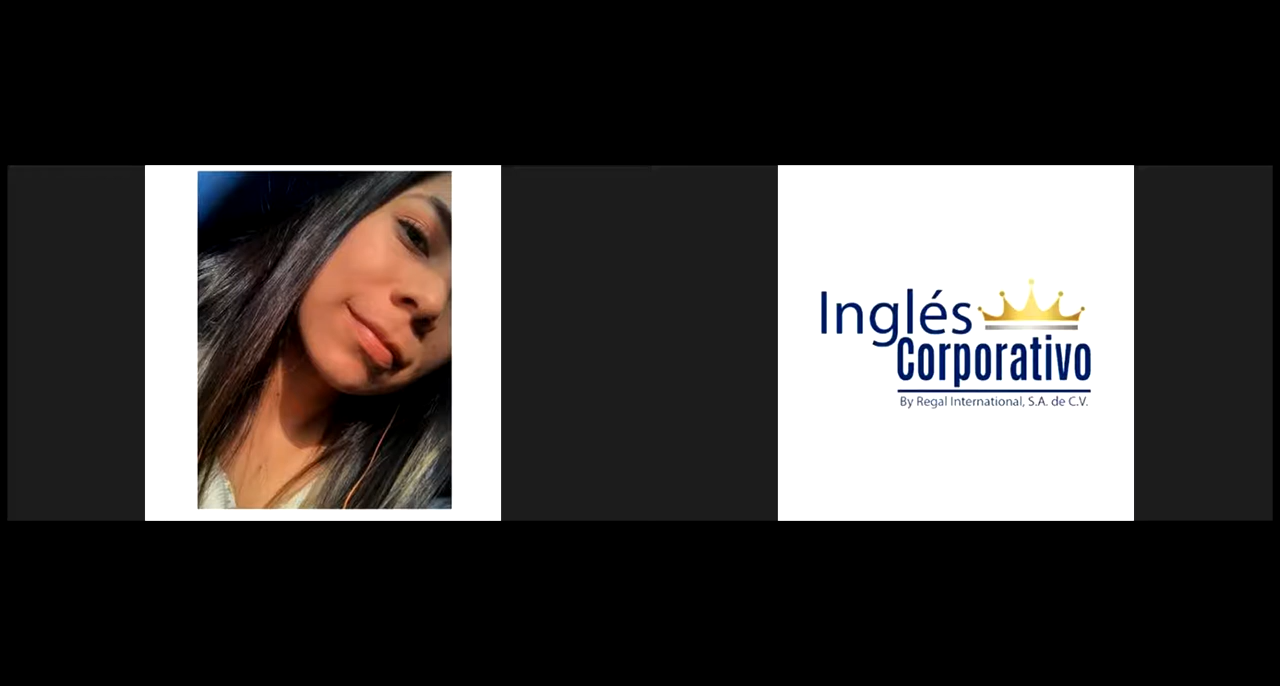 Inglés
Corporativo
By Regal International, S.A. de C.V.